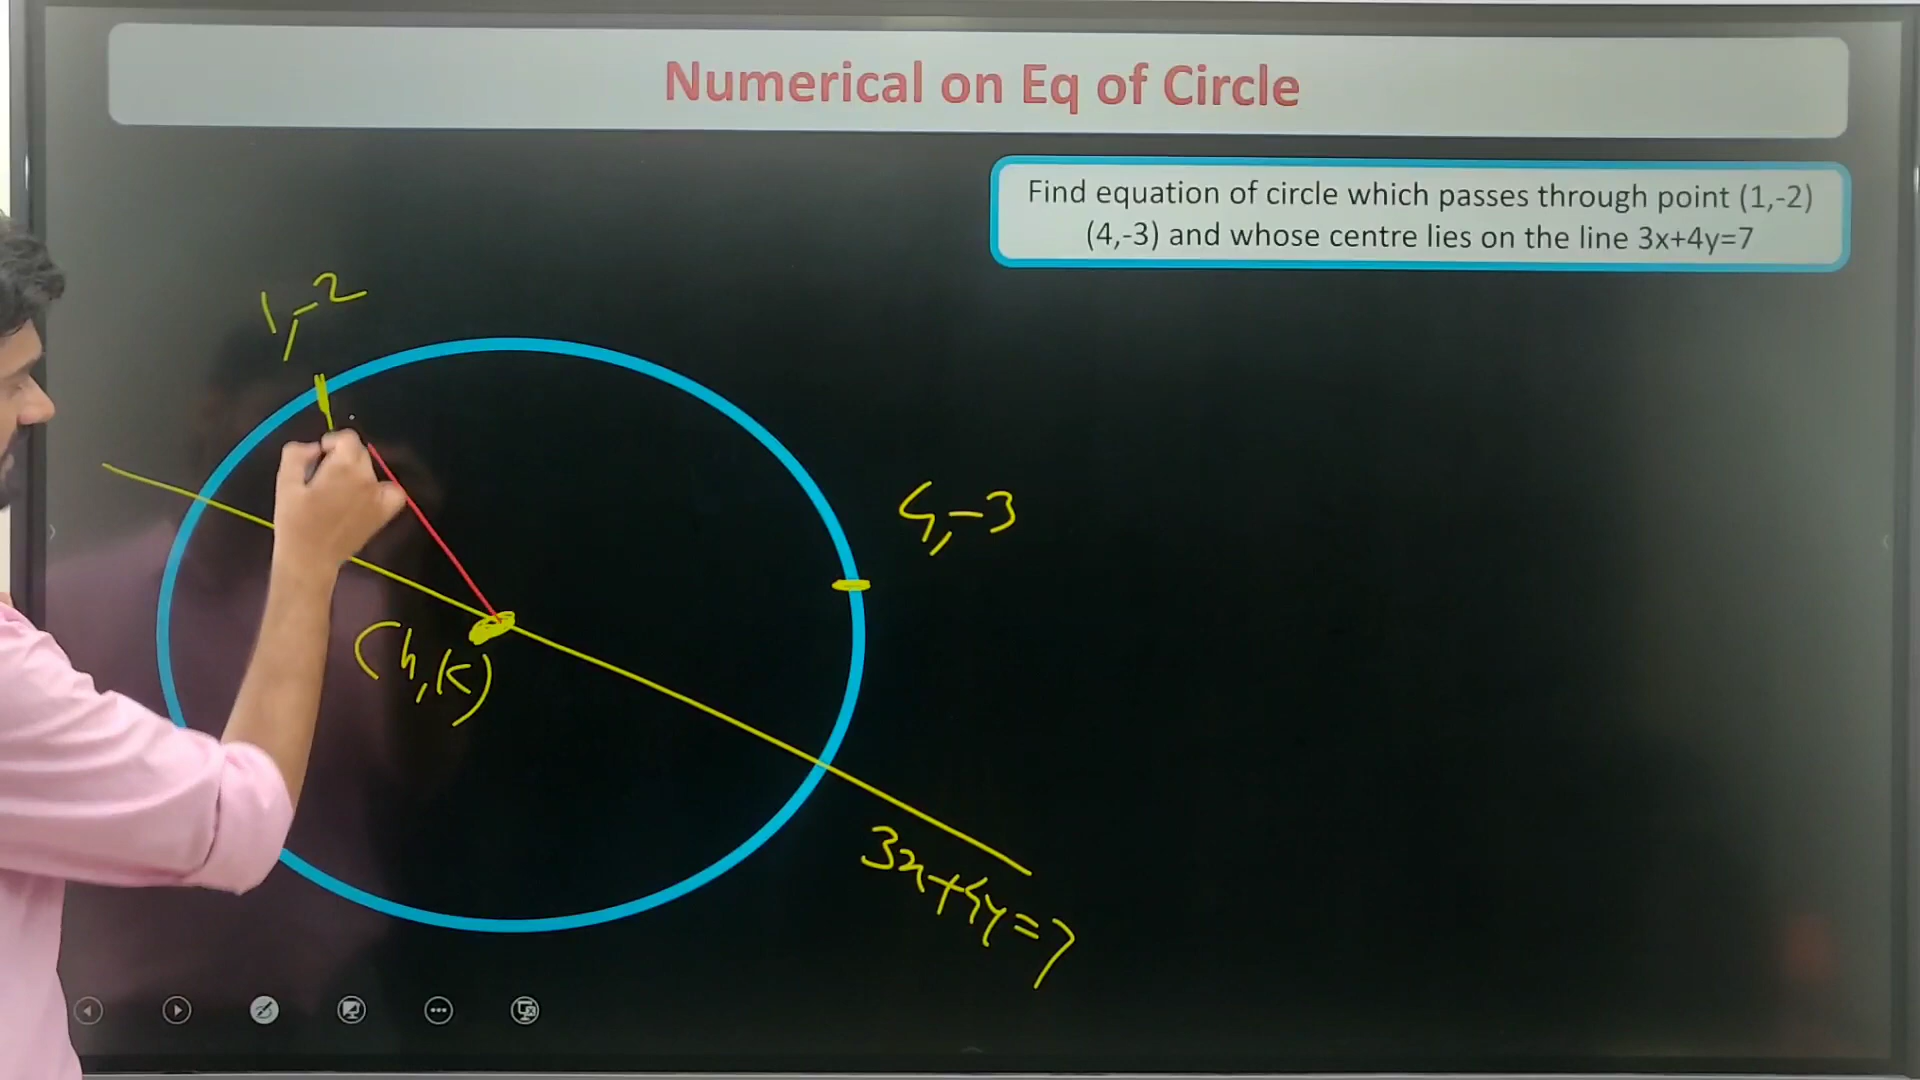 Numerical on Eq of Circle
Find equation of circle which passes through point (1,-2)
(4,-3) and whose centre lies on the line 3x+4y=7
1,-2
4,-3
(h,k)
3x+4y=7